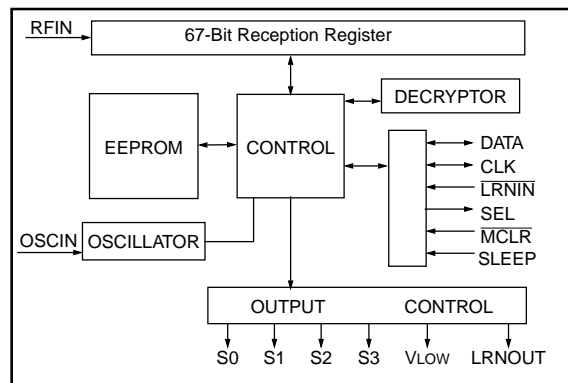 RFIN
67-Bit Reception Register
DECRYPTOR
EEPROM
CONTROL
DATA
CLK
LRNIN
SEL
MCLR
SLEEP
OSCIN
OSCILLATOR
OUTPUT CONTROL
S0 S1 S2 S3 VLOW LRNOUT